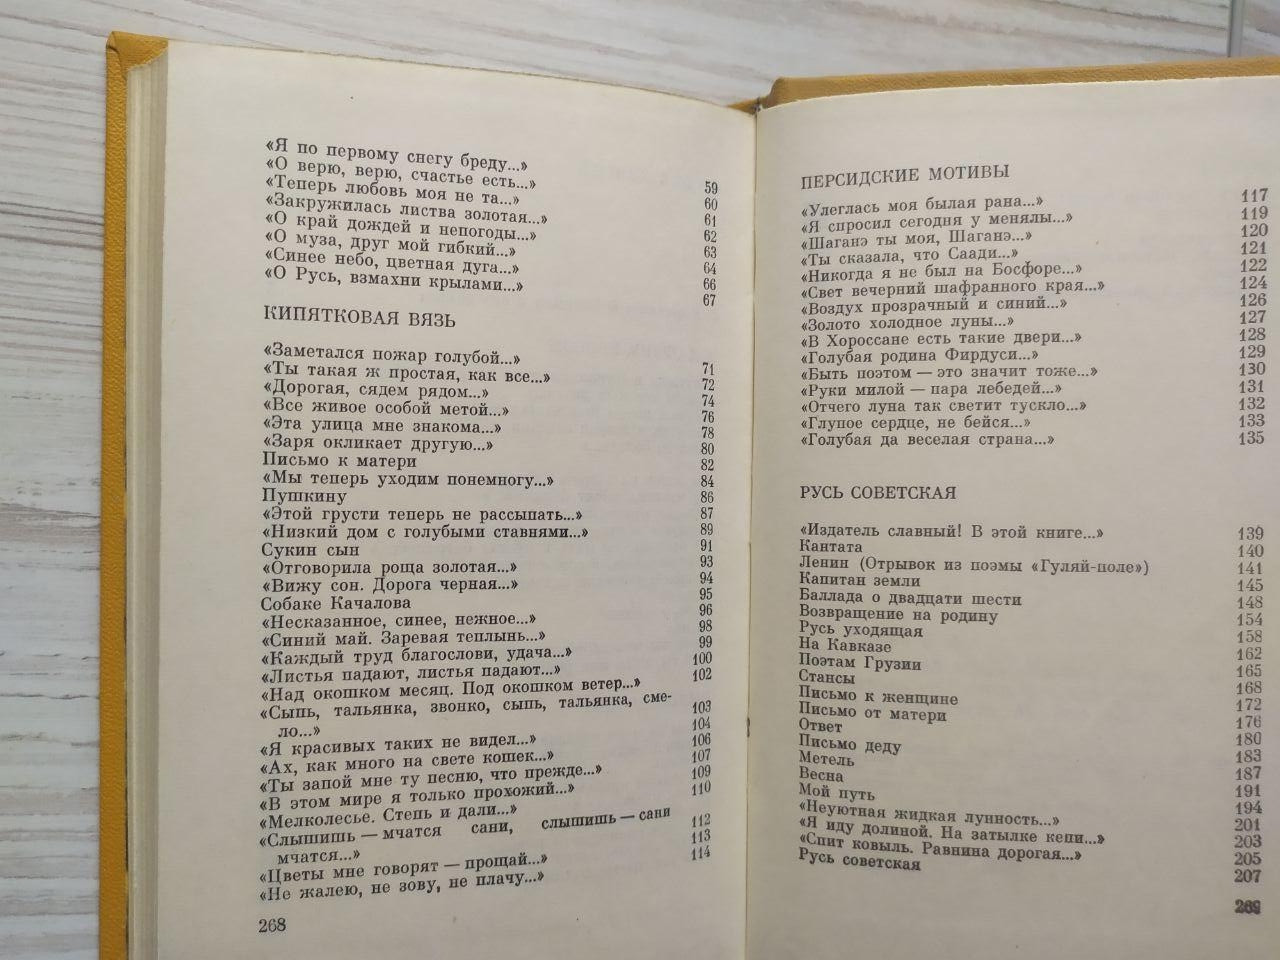 «Я по первому снегу бреду...» 59
«О верю, верю, счастье есть...» 60
«Теперь любовь моя не та...» 61
«Закружилась листва золотая...» 62
«О край дождей и непогоды...» 63
«О муза, друг мой гибкий...» 64
«Синее небо, цветная дуга...» 66
«О Русь, взмахни крылами...» 67
КИПЯТКОВАЯ ВЯЗЬ
«Заметался пожар голубой...» 71
«Ты такая ж простая, как все...» 72
«Дорогая, сядем рядом...» 74
«Все живое особой метой...» 76
«Эта улица мне знакома...» 78
«Заря окликает другую...» 80
Письмо к матери 82
«Мы теперь уходим понемногу...» 84
Пушкину 86
«Этой грусти теперь не рассыпать...» 87
«Низкий дом с голубыми ставнями...» 89
Сукин сын 91
«Отговорила роща золотая...» 93
«Вижу сон. Дорога черная...» 94
Собаке Качалова 95
«Несказанное, синее, нежное...» 96
«Синий май. Заревая теплынь...» 98
«Каждый труд благослови, удача...» 99
«Листья падают, листья падают...» 100
«Над окошком месяц. Под окошком ветер...» 102
«Сыпь, тальянка, звонко, сыпь, тальянка, сме-
ло...» 103
«Я красивых таких не видел...» 104
«Ах, как много на свете кошек...» 106
«Ты запой мне ту песню, что прежде...» 107
«В этом мире я только прохожий...» 109
«Мелколесье. Степь и дали...» 110
«Слышишь — мчатся сани, слышишь — сани
мчатся...» 112
«Цветы мне говорят — прощай...» 113
«Не жалею, не зову, не плачу...» 114
268
ПЕРСИДСКИЕ МОТИВЫ
«Улеглась моя былая рана...» 117
«Я спросил сегодня у менялы...» 119
«Шаганэ ты моя, Шаганэ...» 120
«Ты сказала, что Саади...» 121
«Никогда я не был на Босфоре...» 122
«Свет вечерний шафранного края...» 124
«Воздух прозрачный и синий...» 126
«Золото холодное луны...» 127
«В Хороссане есть такие двери...» 128
«Голубая родина Фирдуси...» 129
«Быть поэтом — это значит тоже...» 130
«Руки милой — пара лебедей...» 131
«Отчего луна так светит тускло...» 132
«Глупое сердце, не бейся...» 133
«Голубая да веселая страна...» 135
РУСЬ СОВЕТСКАЯ
«Издатель славный! В этой книге...» 139
Кантата 140
Ленин (Отрывок из поэмы «Гуляй-поле») 141
Капитан земли 145
Баллада о двадцати шести 148
Возвращение на родину 154
Русь уходящая 158
На Кавказе 162
Поэтам Грузии 165
Стансы 168
Письмо к женщине 172
Письмо от матери 176
Ответ 180
Письмо деду 183
Метель 187
Весна 191
Мой путь 194
«Неуютная жидкая лунность...» 201
«Я иду долиной. На затылке кепи...» 203
«Спит ковыль. Равнина дорогая...» 205
Русь советская 207
269